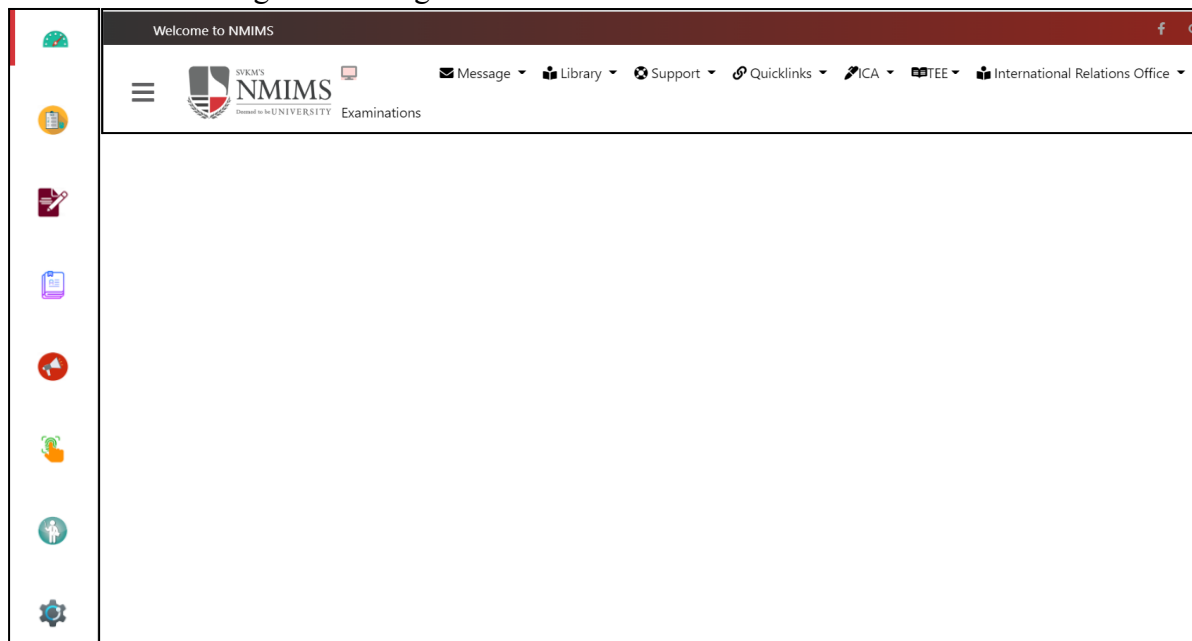 Welcome to NMIMS
SVKM'S
NMIMS
Deemed to be UNIVERSITY
Examinations
Message
Library
Support
Quicklinks
ICA
TEE
International Relations Office